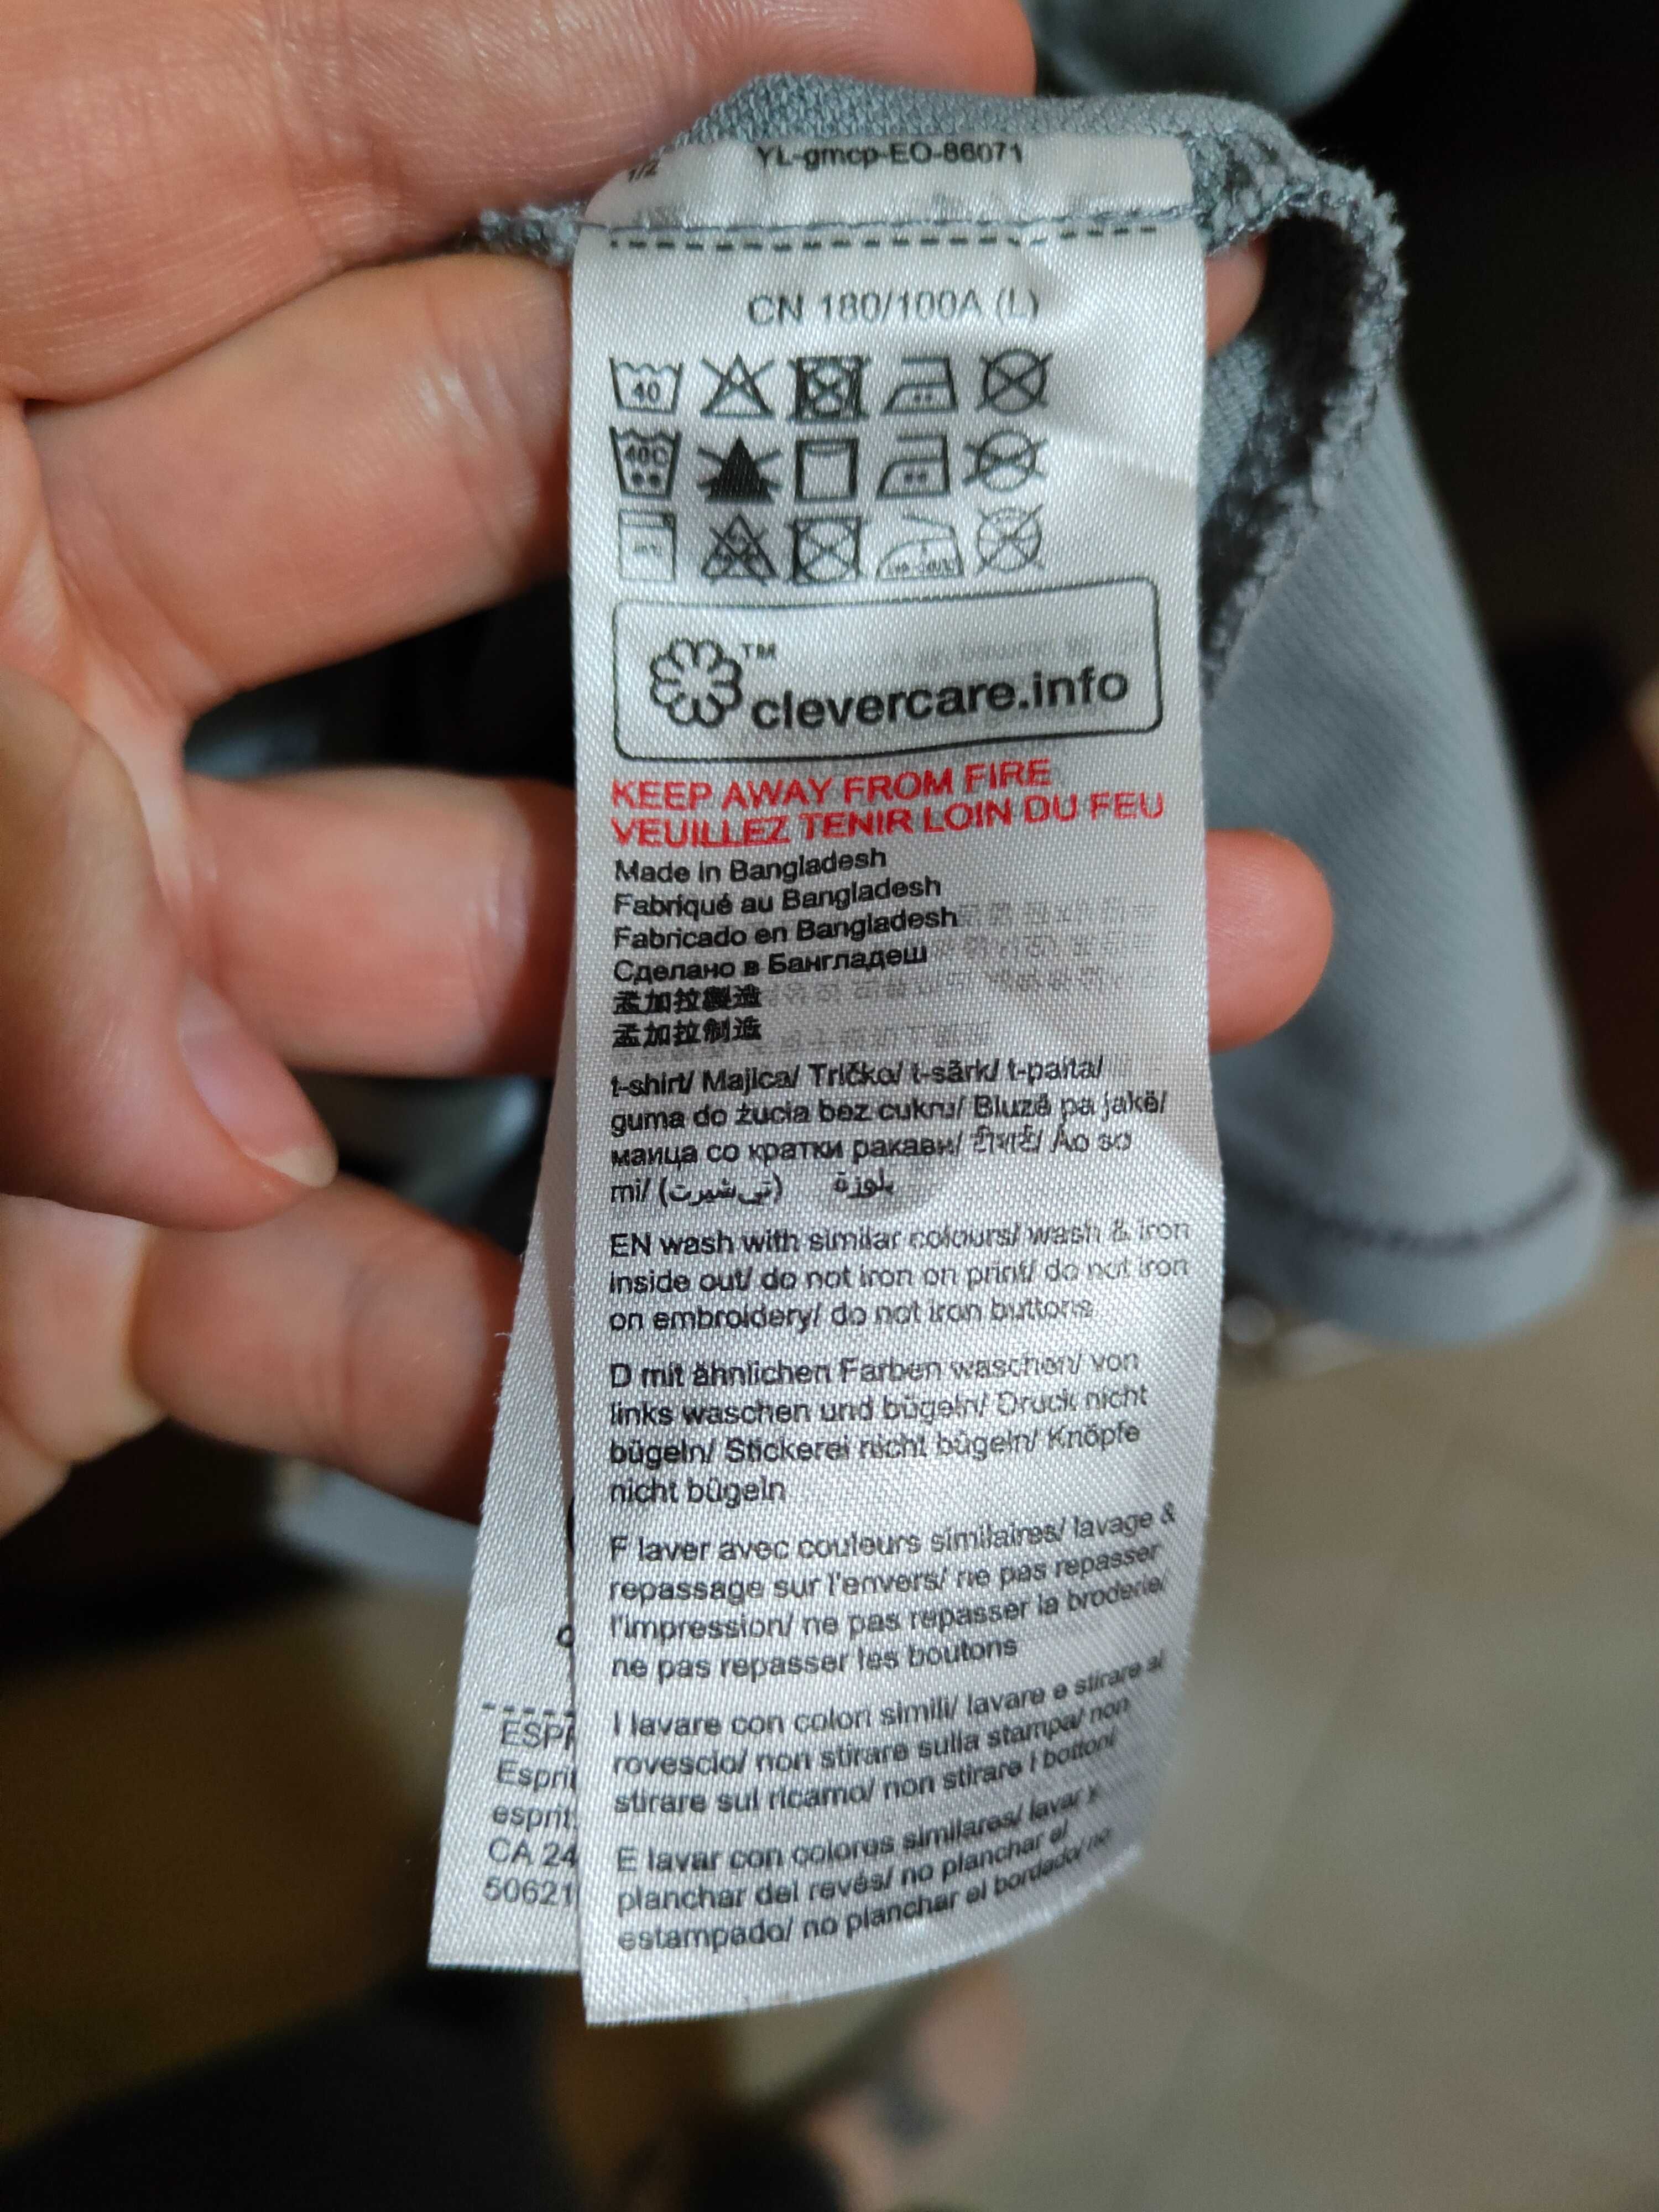 1/2 YL-gmcp-EO-86071
CN 180/100A (L)
40
40C
clevercare.info™
KEEP AWAY FROM FIRE
VEUILLEZ TENIR LOIN DU FEU
Made in Bangladesh
Fabriqué au Bangladesh
Fabricado en Bangladesh
Сделано в Бангладеш
孟加拉製造
孟加拉制造
t-shirt/ Majica/ Tričko/ t-särk/ t-paita/
guma do żucia bez cukru/ Bluzë pa jakë/
маица со кратки ракави/ टीशर्ट/ Áo sơ
mi/ (تي شيرت) بلوزة
EN wash with similar colours/ wash & iron
inside out/ do not iron on print/ do not iron
on embroidery/ do not iron buttons
D mit ähnlichen Farben waschen/ von
links waschen und bügeln/ Druck nicht
bügeln/ Stickerei nicht bügeln/ Knöpfe
nicht bügeln
F laver avec couleurs similaires/ lavage &
repassage sur l'envers/ ne pas repasser
l'impression/ ne pas repasser la broderie/
ne pas repasser les boutons
I lavare con colori simili/ lavare e stirare al
rovescio/ non stirare sulla stampa/ non
stirare sul ricamo/ non stirare i bottoni
E lavar con colores similares/ lavar y
planchar del revés/ no planchar el
estampado/ no planchar el bordado/ no
ESPR
Esprit
esprit.
CA 24
50621